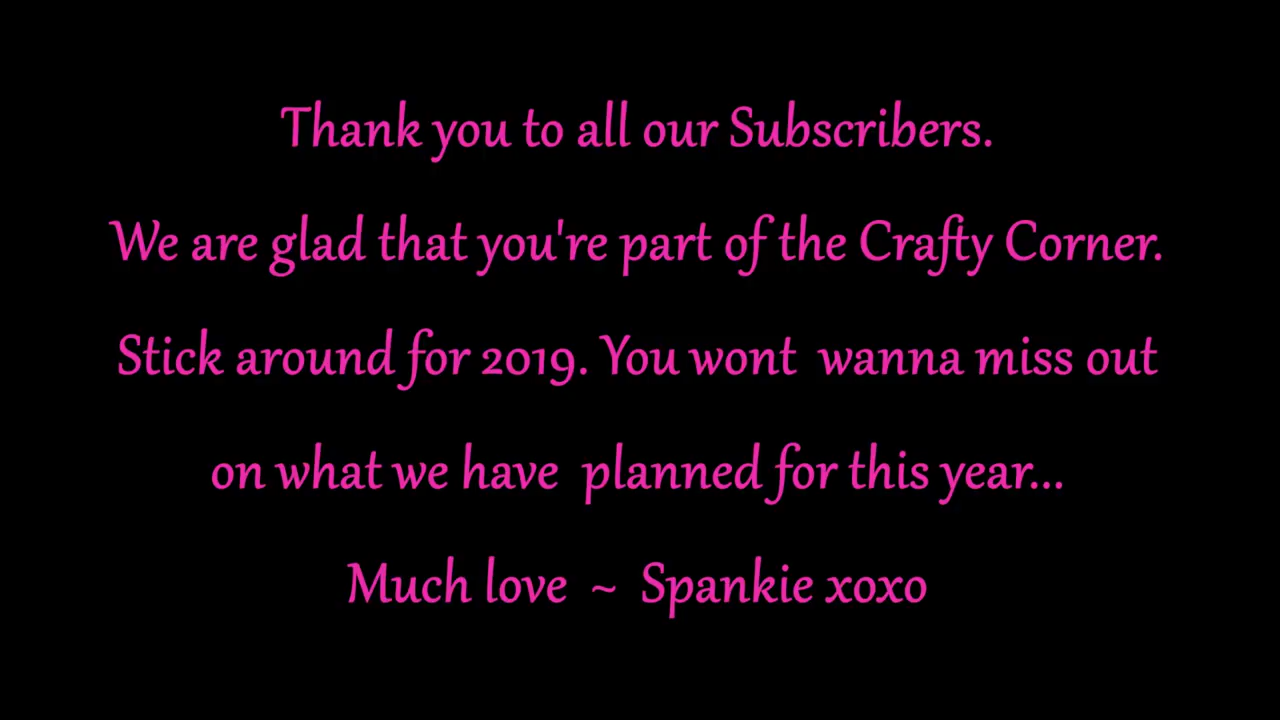 Thank you to all our Subscribers.
We are glad that you're part of the Crafty Corner.
Stick around for 2019. You wont  wanna miss out
on what we have  planned for this year...
Much love  ~  Spankie xoxo